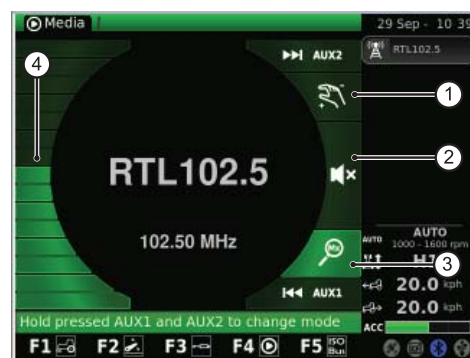 Media
29 Sep - 10 39
AUX2
RTL102.5
4
1
2
3
RTL102.5
102.50 MHz
AUX1
Hold pressed AUX1 and AUX2 to change mode
AUTO
AUTO
1000 - 1600 rpm
20.0 kph
20.0 kph
ACC
F1 F2 F3 F4 F5 ISO Bus